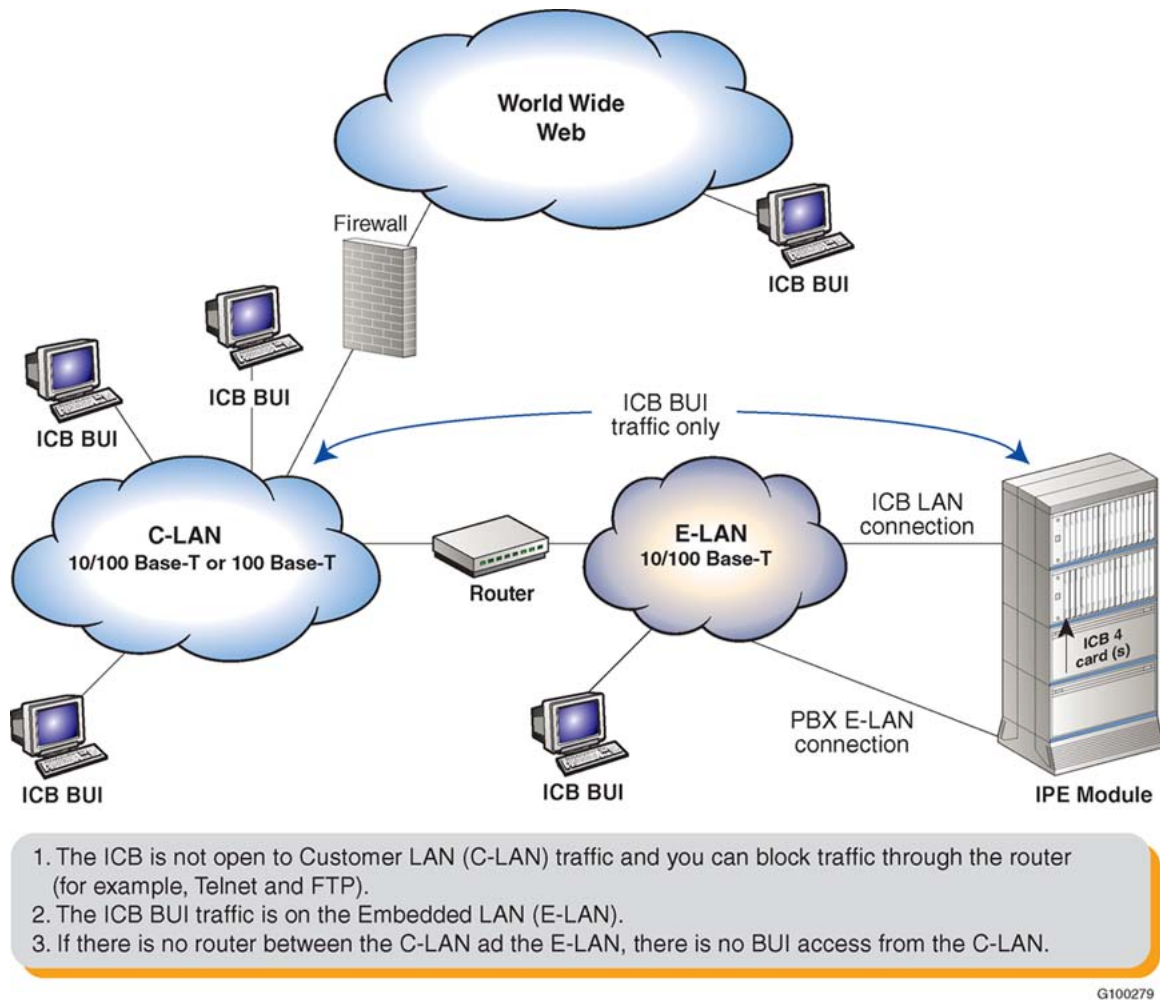 World Wide
Web
Firewall
ICB BUI
ICB BUI
ICB BUI
ICB BUI
traffic only
C-LAN
10/100 Base-T or 100 Base-T
Router
E-LAN
10/100 Base-T
ICB LAN
connection
ICB 4
card (s)
PBX E-LAN
connection
ICB BUI
ICB BUI
IPE Module
1. The ICB is not open to Customer LAN (C-LAN) traffic and you can block traffic through the router
(for example, Telnet and FTP).
2. The ICB BUI traffic is on the Embedded LAN (E-LAN).
3. If there is no router between the C-LAN ad the E-LAN, there is no BUI access from the C-LAN.
G100279